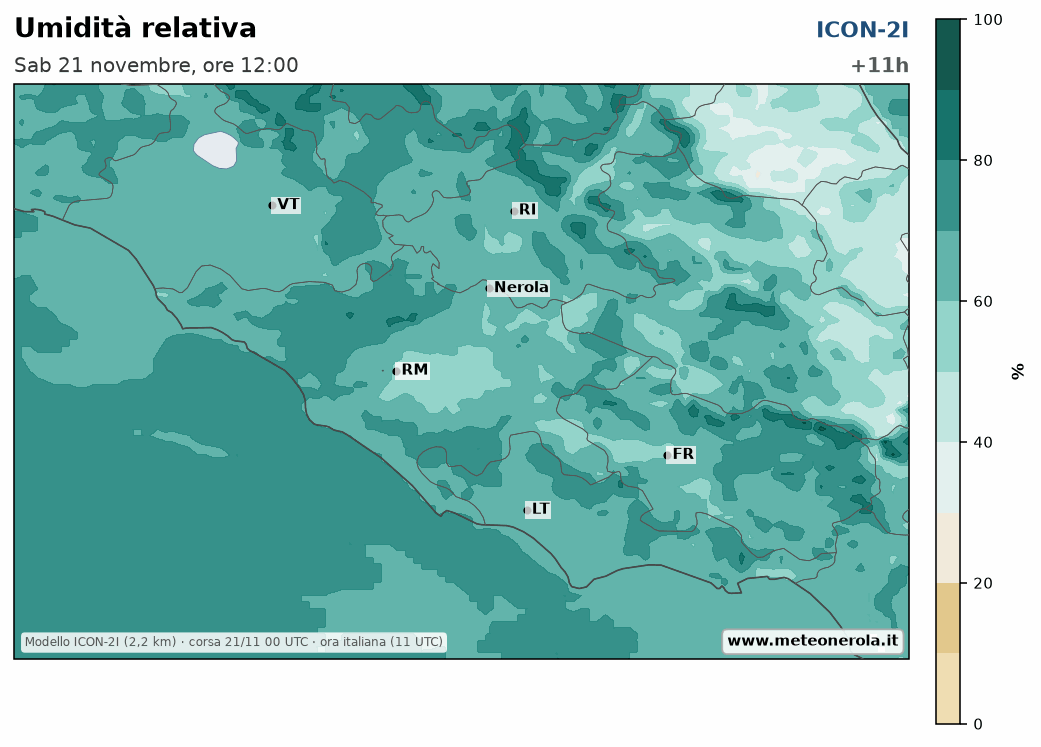 Umidità relativa
ICON-2I
Sab 21 novembre, ore 12:00
+11h
100
80
60
40
20
0
%
VT
RI
Nerola
RM
FR
LT
Modello ICON-2I (2,2 km) · corsa 21/11 00 UTC · ora italiana (11 UTC)
www.meteonerola.it